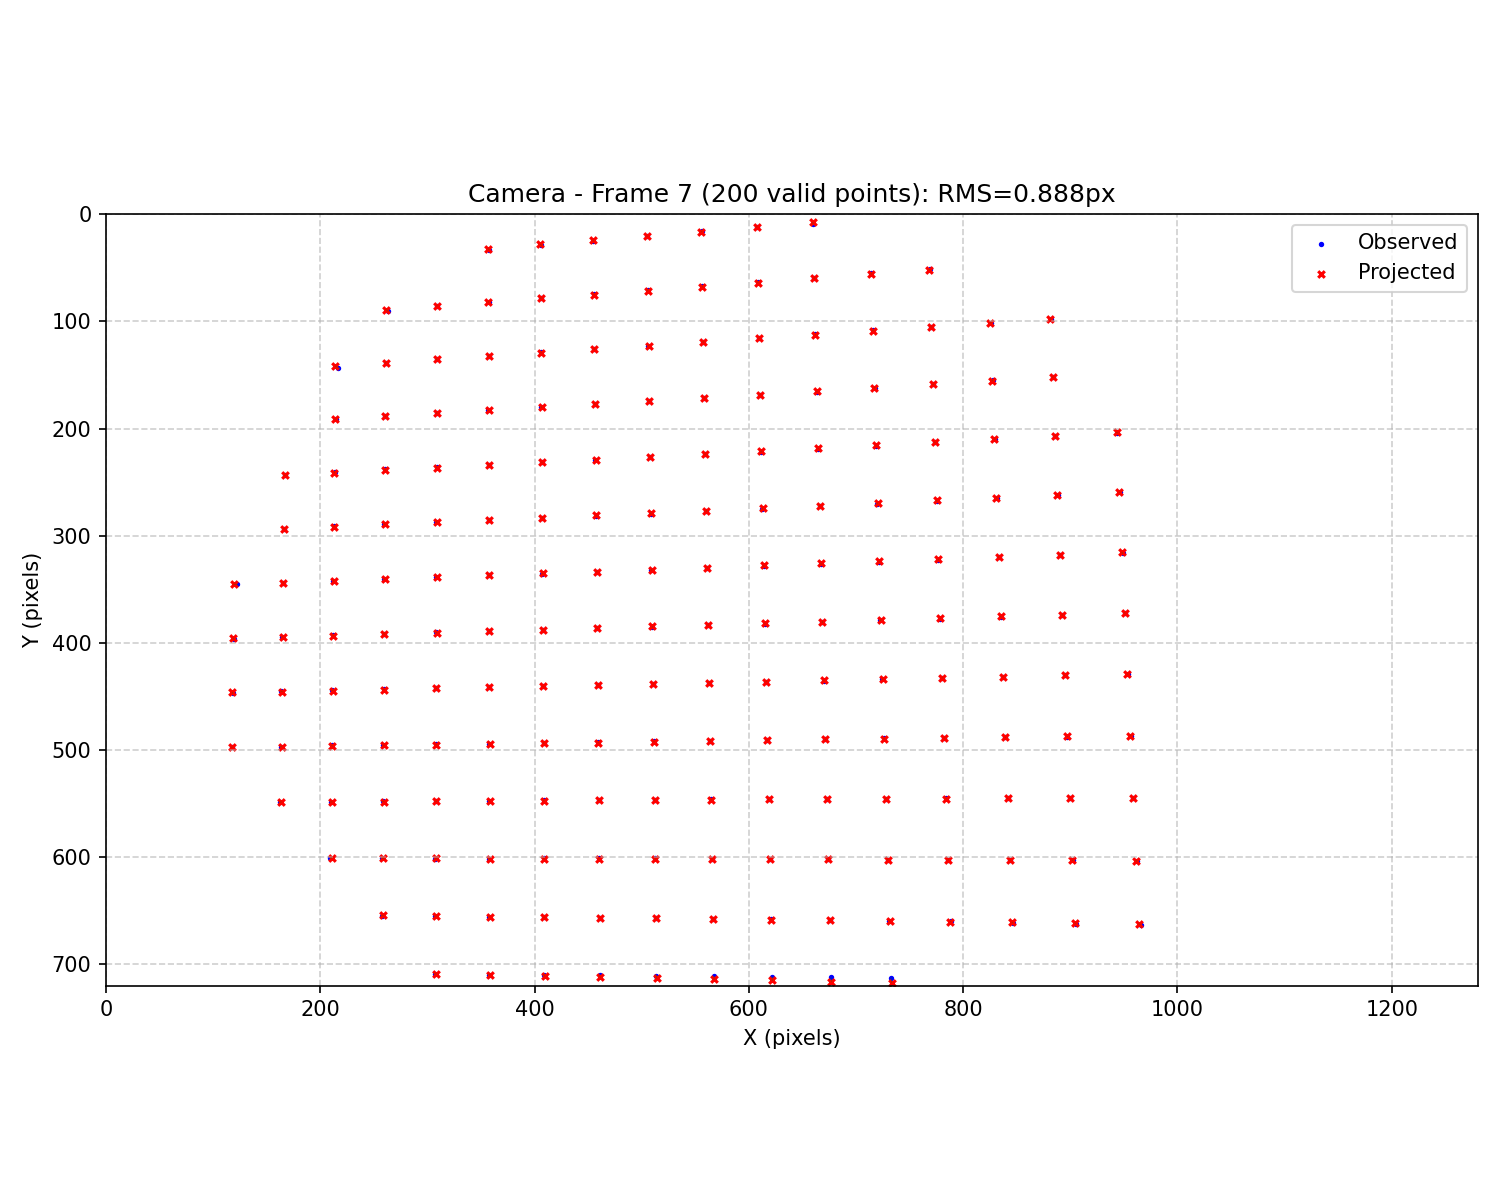 Camera - Frame 7 (200 valid points): RMS=0.888px
Observed
Projected
0
100
200
300
400
500
600
700
Y (pixels)
0 200 400 600 800 1000 1200
X (pixels)